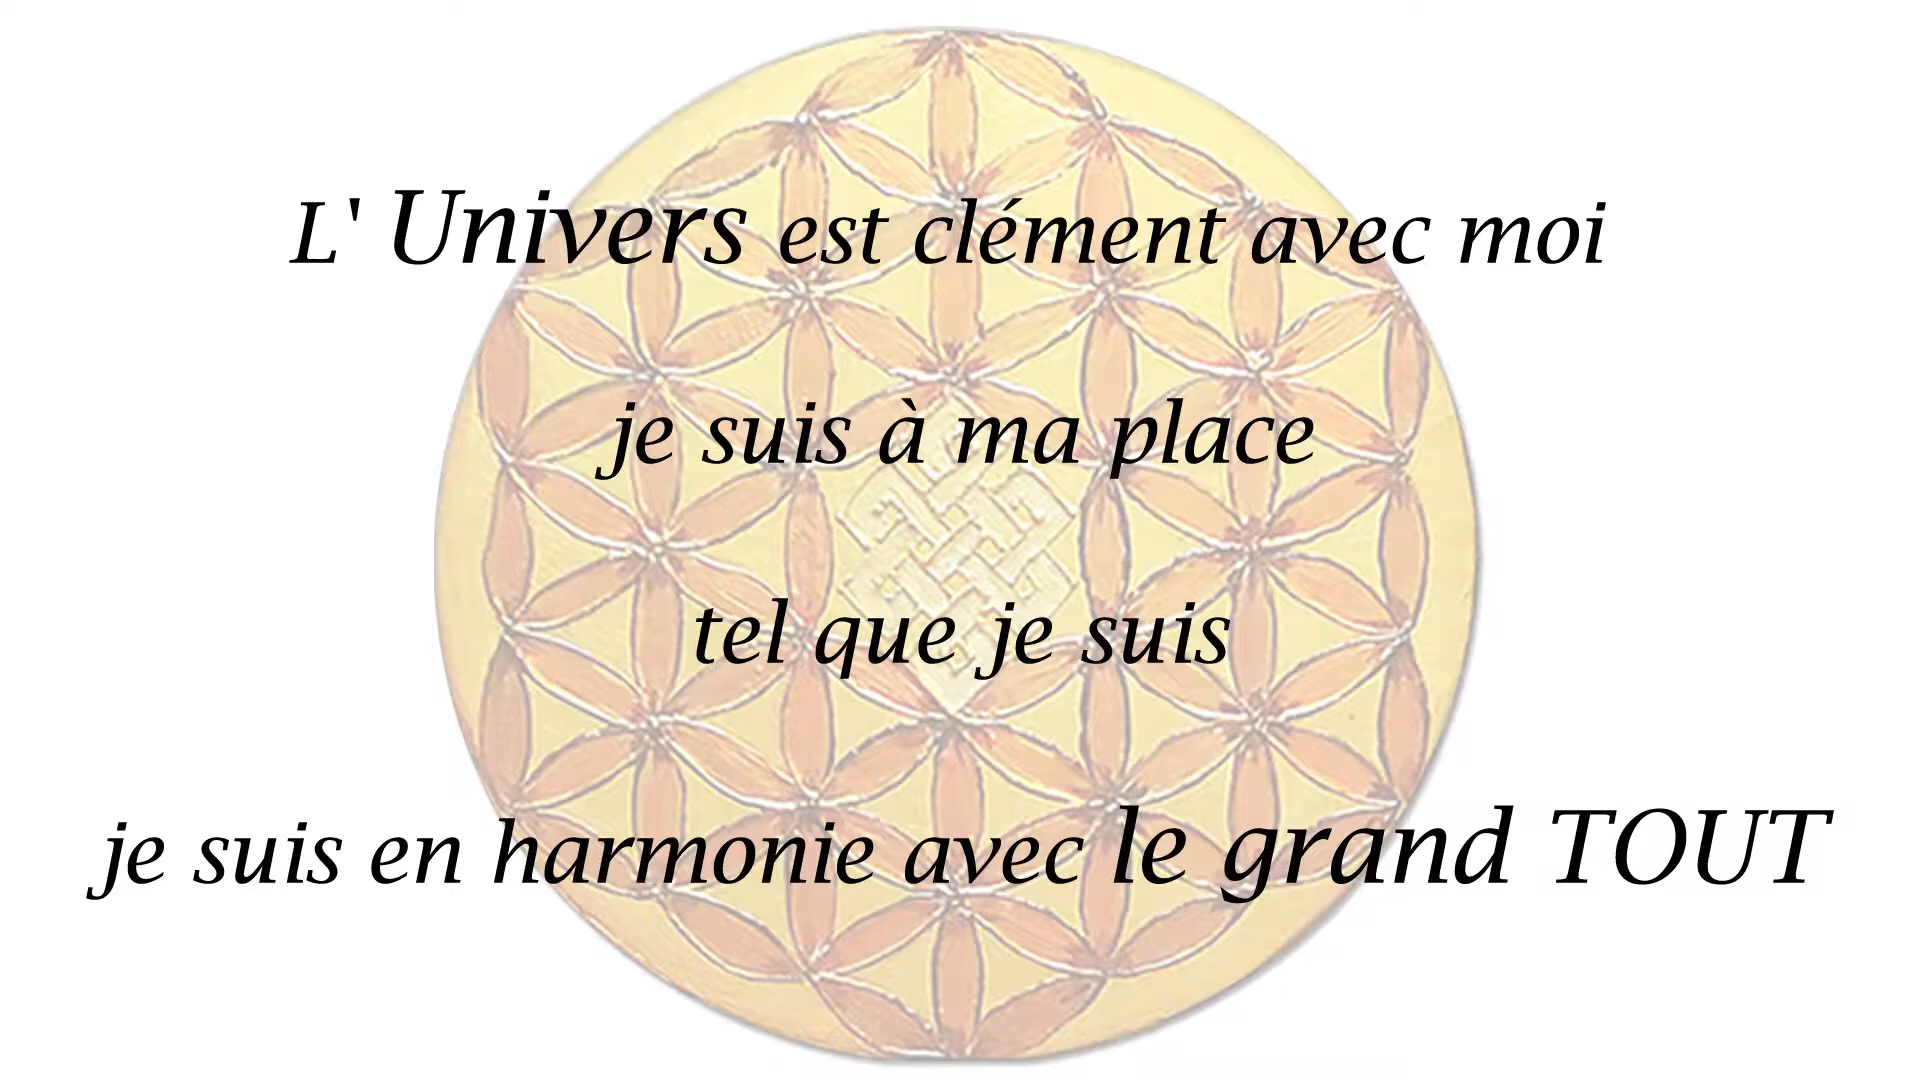 L' Univers est clément avec moi
je suis à ma place
tel que je suis
je suis en harmonie avec le grand TOUT